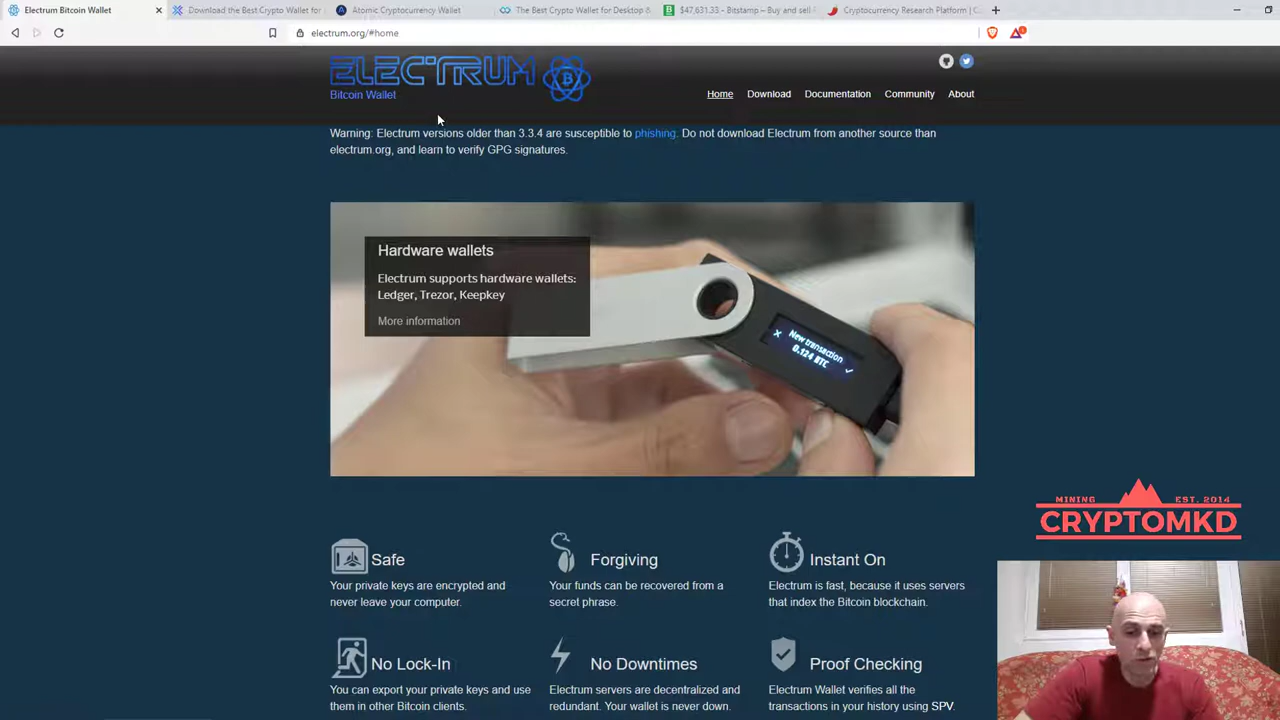 Electrum Bitcoin Wallet
Download the Best Crypto Wallet for
Atomic Cryptocurrency Wallet
The Best Crypto Wallet for Desktop &
$47,631.33 – Bitstamp – Buy and sell
Cryptocurrency Research Platform | C
electrum.org/#home
ELECTRUM
Bitcoin Wallet
Home
Download
Documentation
Community
About
Warning: Electrum versions older than 3.3.4 are susceptible to phishing. Do not download Electrum from another source than
electrum.org, and learn to verify GPG signatures.
Hardware wallets
Electrum supports hardware wallets:
Ledger, Trezor, Keepkey
More information
New transaction
0.124 BTC
MINING
EST. 2014
CRYPTOMKD
Safe
Your private keys are encrypted and
never leave your computer.
Forgiving
Your funds can be recovered from a
secret phrase.
Instant On
Electrum is fast, because it uses servers
that index the Bitcoin blockchain.
No Lock-In
You can export your private keys and use
them in other Bitcoin clients.
No Downtimes
Electrum servers are decentralized and
redundant. Your wallet is never down.
Proof Checking
Electrum Wallet verifies all the
transactions in your history using SPV.